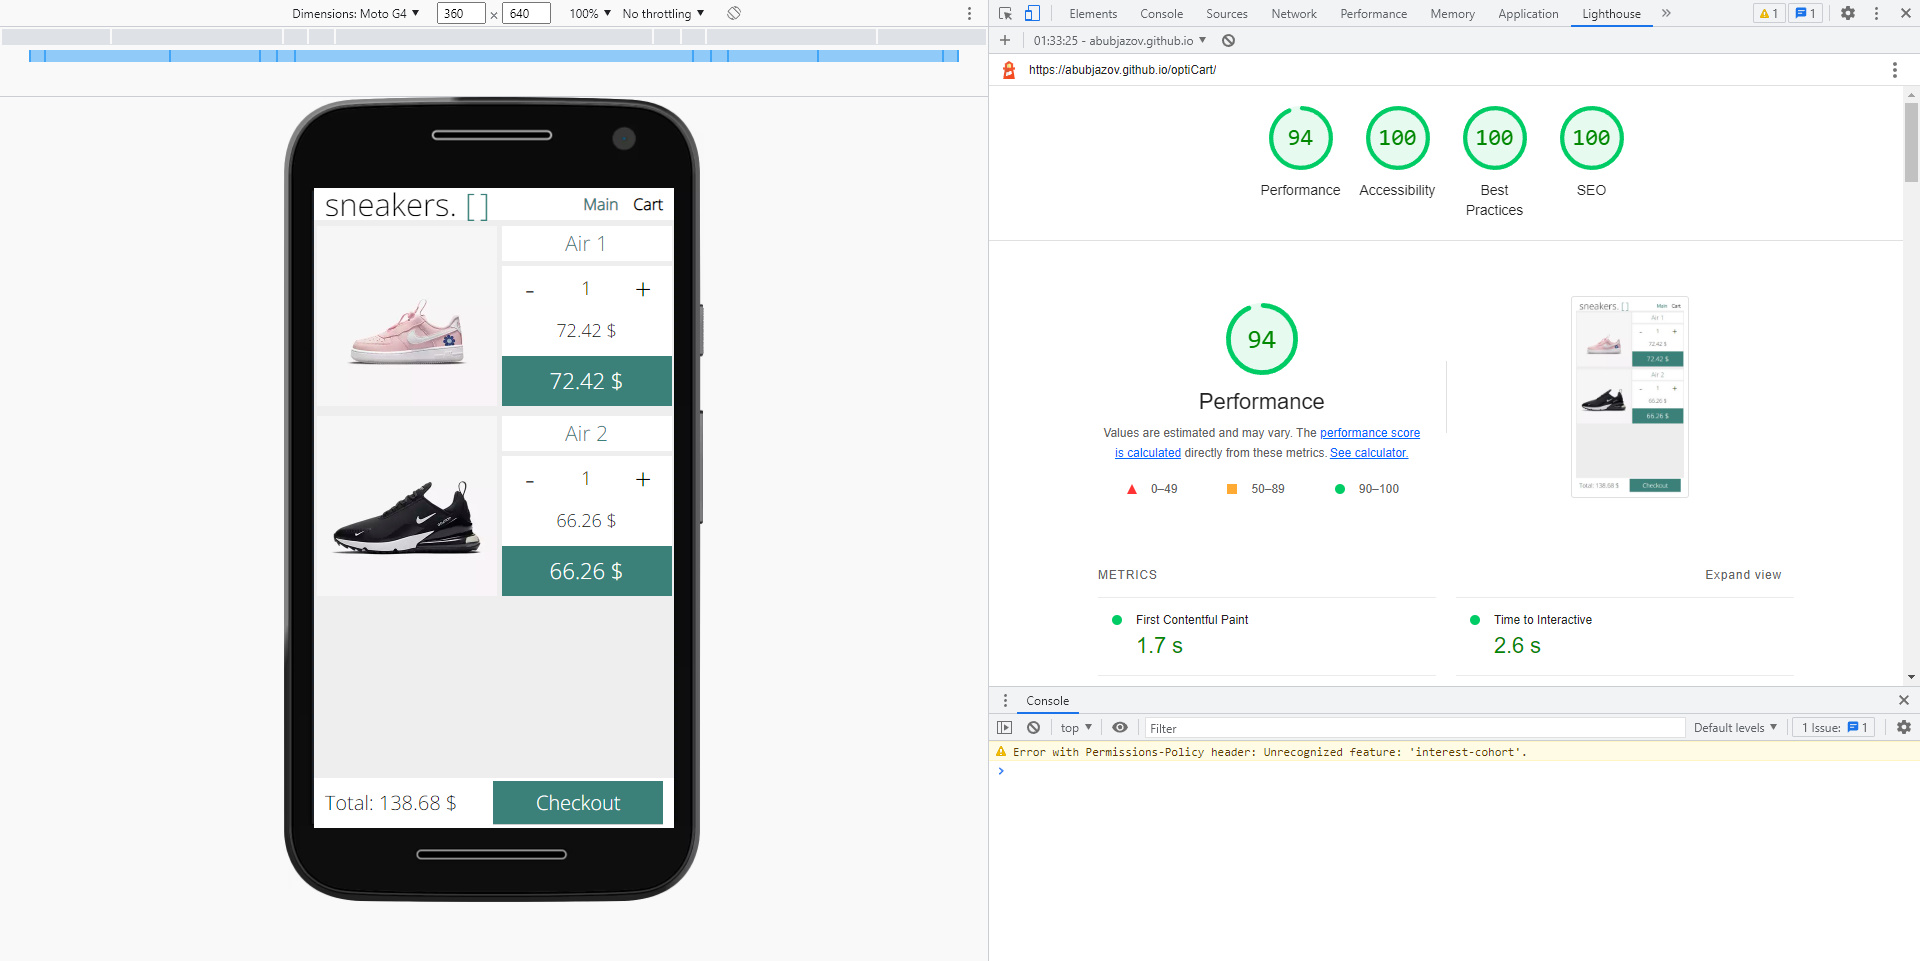 Dimensions: Moto G4 ▼ 360 × 640 100% ▼ No throttling ▼
Elements Console Sources Network Performance Memory Application Lighthouse » 1 1
01:33:25 - abubjazov.github.io ▼
https://abubjazov.github.io/optiCart/
sneakers. [ ] Main Cart
Air 1
- 1 +
72.42 $
72.42 $
Air 2
- 1 +
66.26 $
66.26 $
Total: 138.68 $ Checkout
94 100 100 100
Performance Accessibility Best Practices SEO
94
Performance
Values are estimated and may vary. The performance score
is calculated directly from these metrics. See calculator.
0–49 50–89 90–100
sneakers. [ ] Main Cart
Air 1
- 1 +
72.42 $
72.42 $
Air 2
- 1 +
66.26 $
66.26 $
Total: 138.68 $ Checkout
METRICS Expand view
First Contentful Paint
1.7 s
Time to Interactive
2.6 s
Console
top ▼ Filter Default levels ▼ 1 Issue: 1
Error with Permissions-Policy header: Unrecognized feature: 'interest-cohort'.